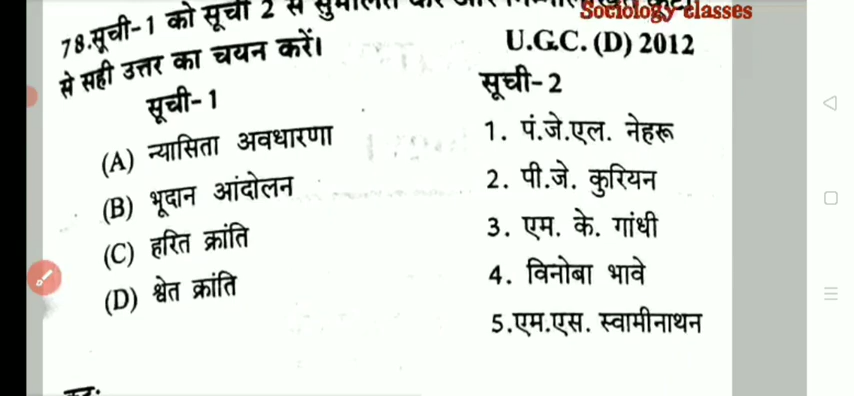 Sociology classes
78.सूची-1 को सूची 2 से
U.G.C. (D) 2012
से सही उत्तर का चयन करें।
सूची-1
सूची-2
(A) न्यासिता अवधारणा
1. पं.जे.एल. नेहरू
(B) भूदान आंदोलन
2. पी.जे. कुरियन
(C) हरित क्रांति
3. एम. के. गांधी
(D) श्वेत क्रांति
4. विनोबा भावे
5.एम.एस. स्वामीनाथन